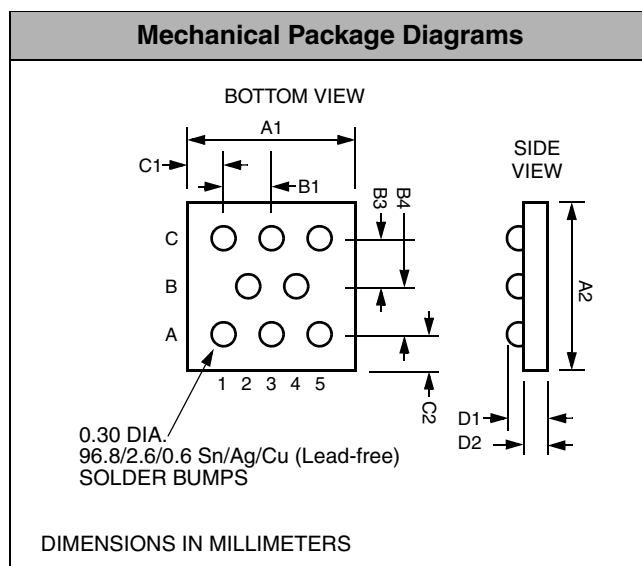 Mechanical Package Diagrams
BOTTOM VIEW
A1
SIDE
VIEW
C1
B1
B3
B4
C
B
A
A2
1 2 3 4 5
C2
D1
D2
0.30 DIA.
96.8/2.6/0.6 Sn/Ag/Cu (Lead-free)
SOLDER BUMPS
DIMENSIONS IN MILLIMETERS